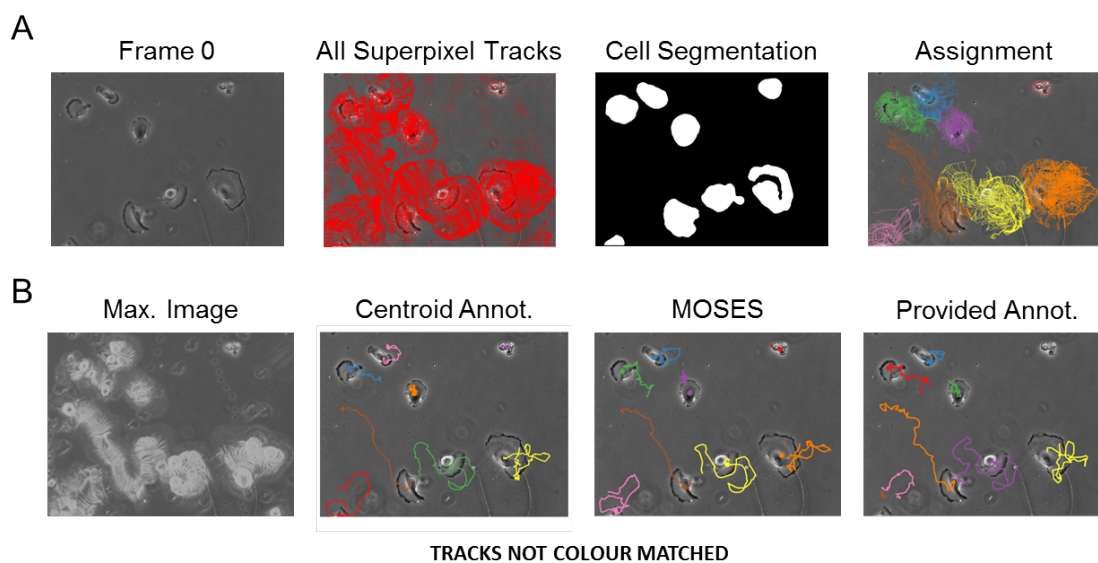 A
Frame 0
All Superpixel Tracks
Cell Segmentation
Assignment
B
Max. Image
Centroid Annot.
MOSES
Provided Annot.
TRACKS NOT COLOUR MATCHED